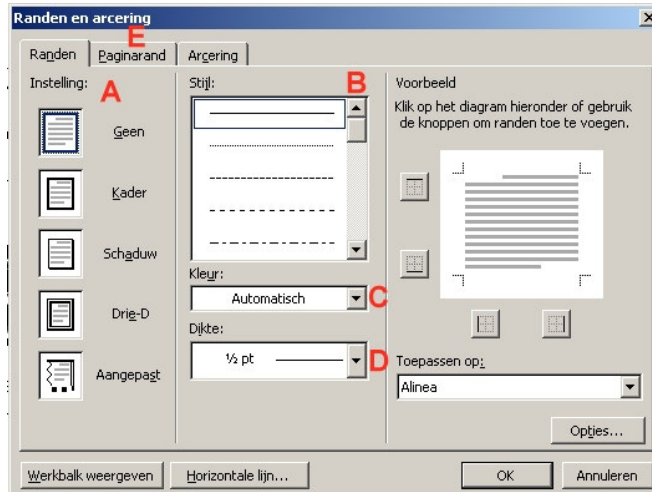 Randen en arcering
E
Randen Paginarand Arcering
Instelling:
A
Geen
Kader
Schaduw
Drie-D
Aangepast
Stijl:
B
Kleur:
Automatisch
C
Dikte:
½ pt
D
Voorbeeld
Klik op het diagram hieronder of gebruik
de knoppen om randen toe te voegen.
Toepassen op:
Alinea
Opties...
Werkbalk weergeven Horizontale lijn... OK Annuleren